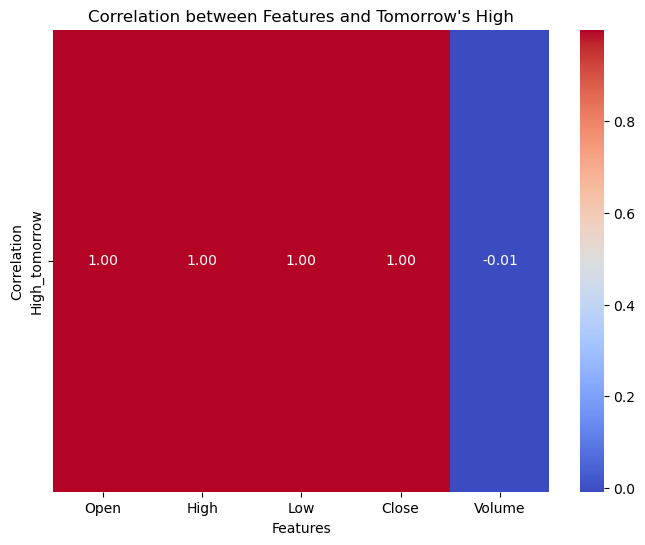 Correlation between Features and Tomorrow's High
Correlation
High_tomorrow
1.00 1.00 1.00 1.00 -0.01
Open High Low Close Volume
Features
0.8
0.6
0.4
0.2
0.0